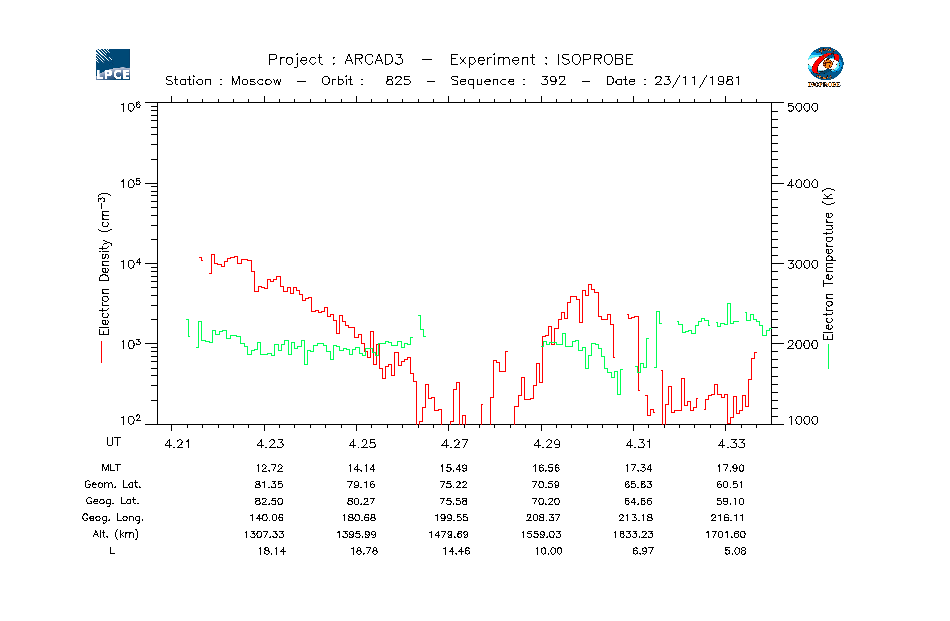 LPCE
Project : ARCAD3 — Experiment : ISOPROBE
Station : Moscow — Orbit : 825 — Sequence : 392 — Date : 23/11/1981
ISOPROBE
10⁶ 5000
10⁵ 4000
10⁴ 3000
10³ 2000
10² 1000
Electron Density (cm⁻³)
Electron Temperature (K)
UT 4.21 4.23 4.25 4.27 4.29 4.31 4.33
MLT 12.72 14.14 15.49 16.56 17.34 17.90
Geom. Lat. 81.35 79.16 75.22 70.59 65.63 60.51
Geog. Lat. 82.50 80.27 75.58 70.20 64.66 59.10
Geog. Long. 140.06 180.68 199.55 208.37 213.18 216.11
Alt. (km) 1307.33 1395.99 1479.69 1559.03 1633.23 1701.60
L 18.14 18.78 14.46 10.00 6.97 5.08